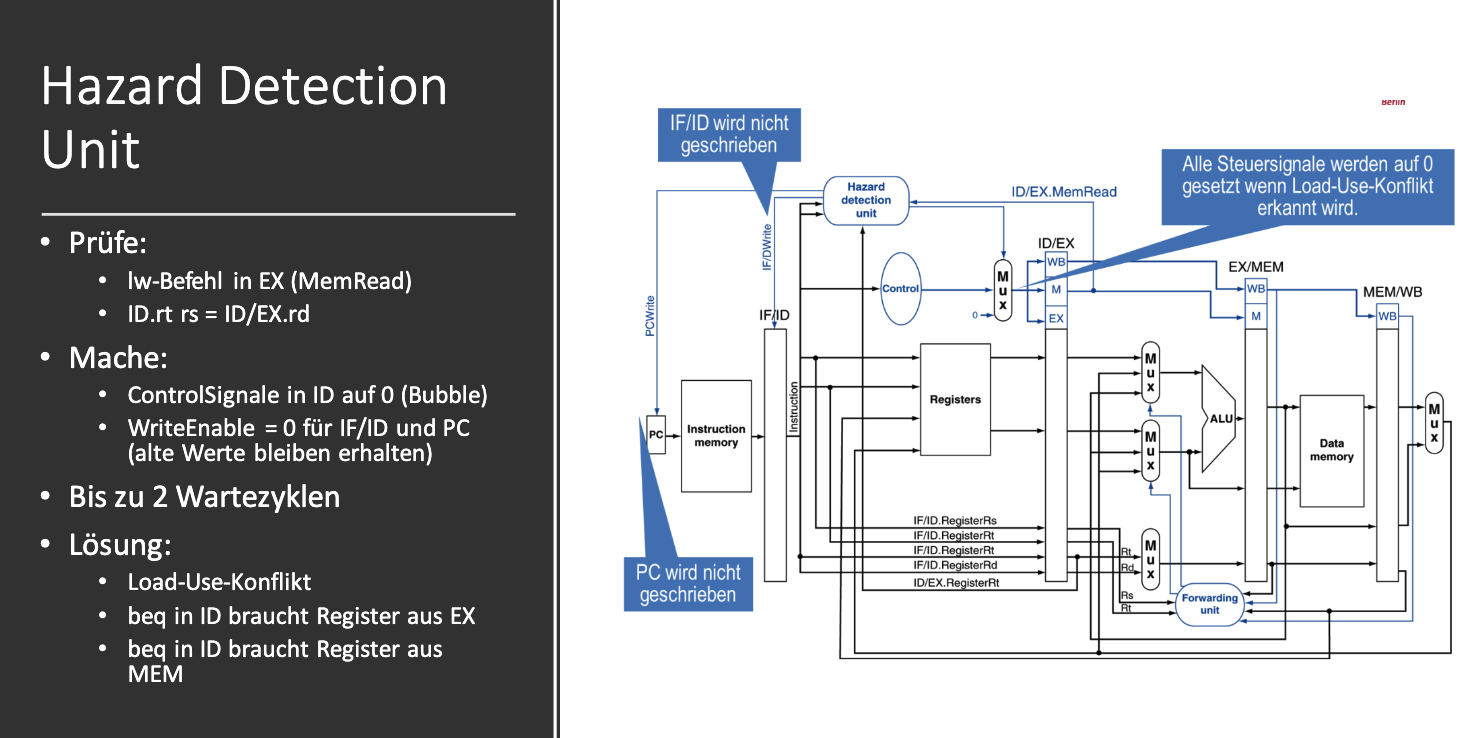 Hazard Detection
Unit
• Prüfe:
• lw-Befehl in EX (MemRead)
• ID.rt rs = ID/EX.rd
• Mache:
• ControlSignale in ID auf 0 (Bubble)
• WriteEnable = 0 für IF/ID und PC
(alte Werte bleiben erhalten)
• Bis zu 2 Wartezyklen
• Lösung:
• Load-Use-Konflikt
• beq in ID braucht Register aus EX
• beq in ID braucht Register aus
MEM
Berlin
IF/ID wird nicht
geschrieben
Alle Steuersignale werden auf 0
gesetzt wenn Load-Use-Konflikt
erkannt wird.
Hazard
detection
unit
ID/EX.MemRead
IF/DWrite
PCWrite
ID/EX
WB
M
EX
Control
Mux
0
EX/MEM
WB
M
MEM/WB
WB
IF/ID
Instruction
PC
Instruction
memory
Registers
Mux
Mux
ALU
Data
memory
Mux
IF/ID.RegisterRs
IF/ID.RegisterRt
IF/ID.RegisterRt
IF/ID.RegisterRd
ID/EX.RegisterRt
Rt
Rd
Mux
Rs
Rt
Forwarding
unit
PC wird nicht
geschrieben